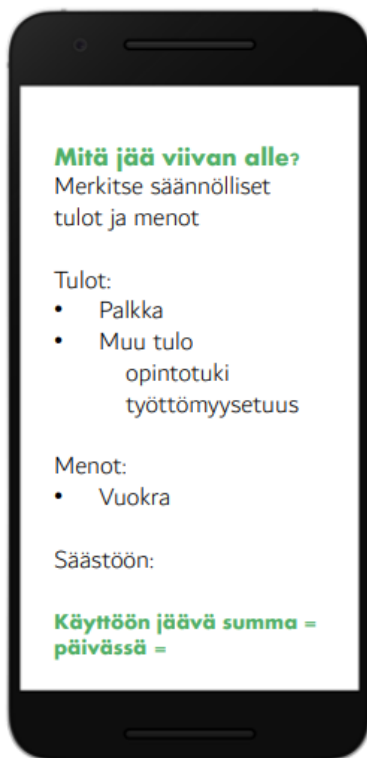 Mitä jää viivan alle?
Merkitse säännölliset
tulot ja menot
Tulot:
• Palkka
• Muu tulo
opintotuki
työttömyysetuus
Menot:
• Vuokra
Säästöön:
Käyttöön jäävä summa =
päivässä =